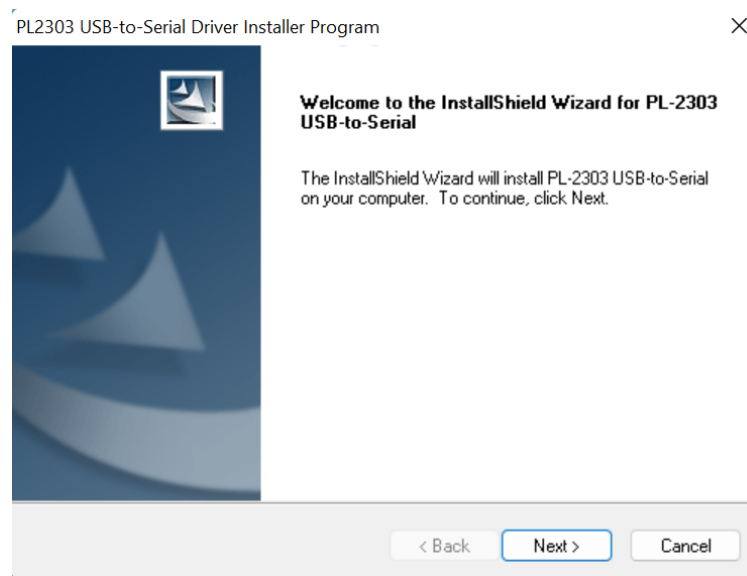 PL2303 USB-to-Serial Driver Installer Program
Welcome to the InstallShield Wizard for PL-2303
USB-to-Serial
The InstallShield Wizard will install PL-2303 USB-to-Serial
on your computer. To continue, click Next.
< Back Next > Cancel